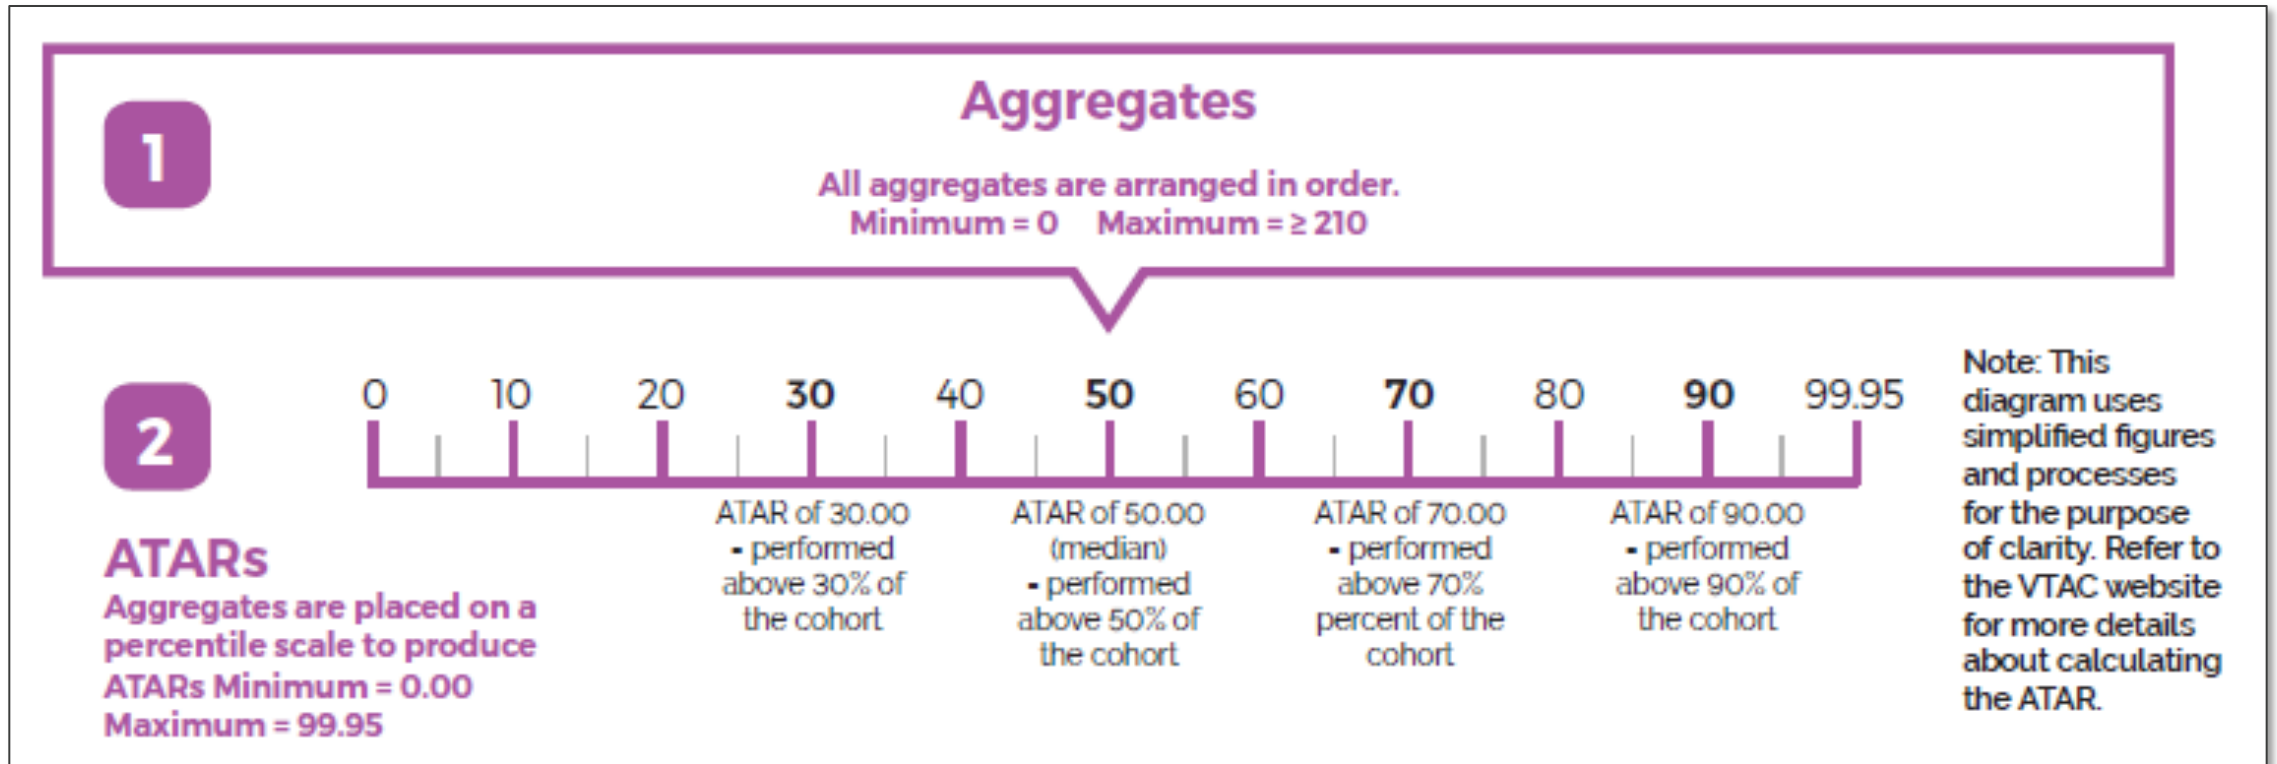 1
Aggregates
All aggregates are arranged in order.
Minimum = 0 Maximum = ≥ 210
2
0 10 20 30 40 50 60 70 80 90 99.95
ATARs
Aggregates are placed on a
percentile scale to produce
ATARs Minimum = 0.00
Maximum = 99.95
ATAR of 30.00
- performed
above 30% of
the cohort
ATAR of 50.00
(median)
- performed
above 50% of
the cohort
ATAR of 70.00
- performed
above 70%
percent of the
cohort
ATAR of 90.00
- performed
above 90% of
the cohort
Note: This
diagram uses
simplified figures
and processes
for the purpose
of clarity. Refer to
the VTAC website
for more details
about calculating
the ATAR.